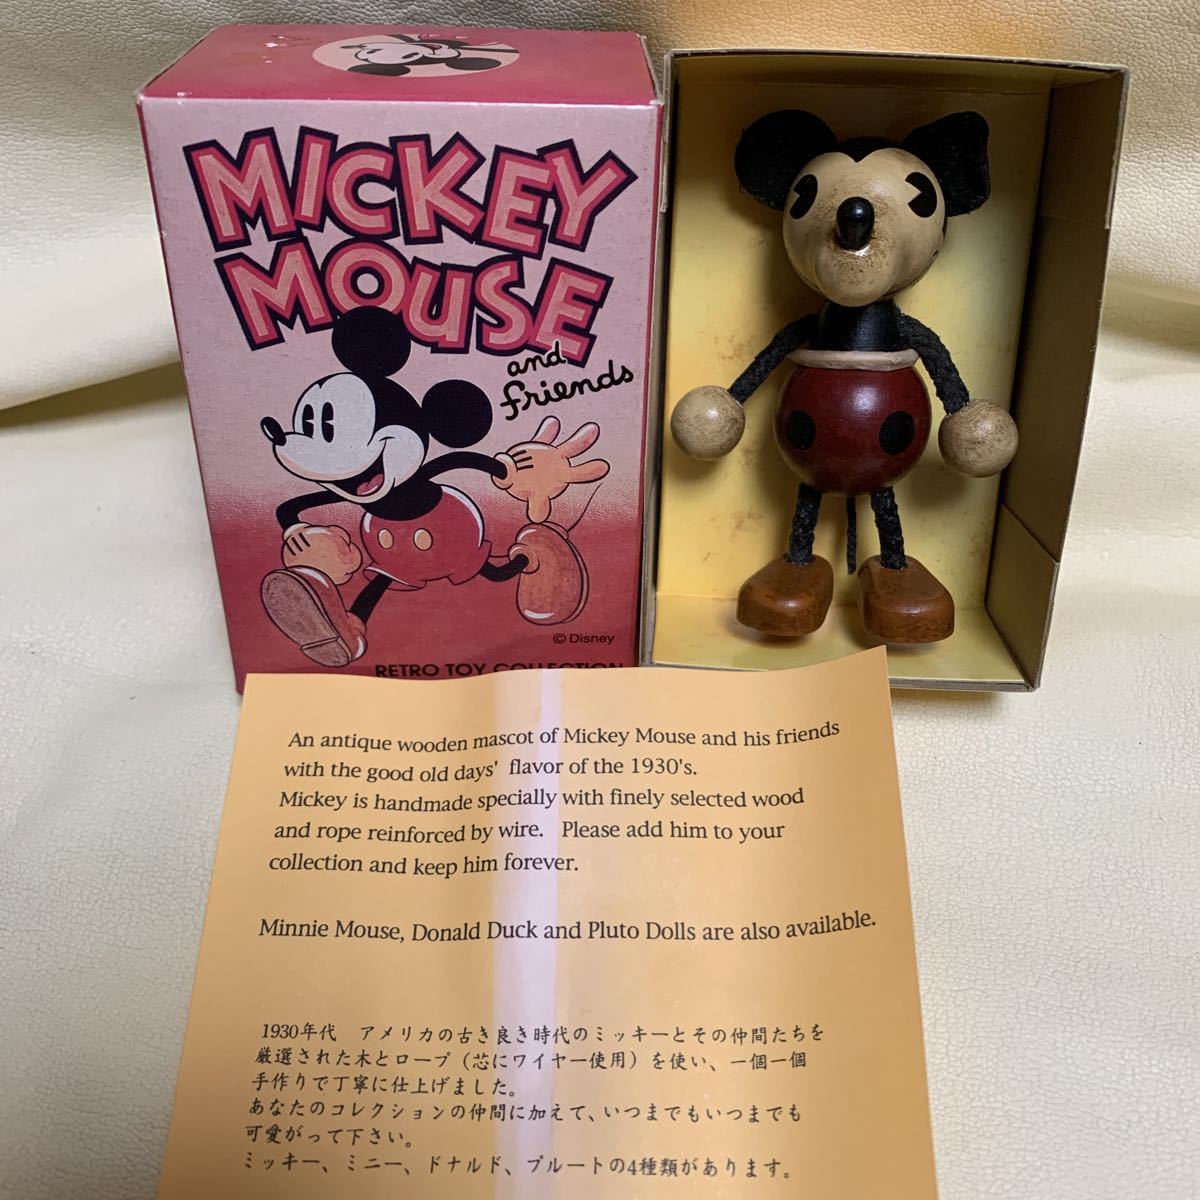 MICKEY
MOUSE
and
friends
© Disney
RETRO TOY COLLECTION
An antique wooden mascot of Mickey Mouse and his friends
with the good old days' flavor of the 1930's.
Mickey is handmade specially with finely selected wood
and rope reinforced by wire. Please add him to your
collection and keep him forever.
Minnie Mouse, Donald Duck and Pluto Dolls are also available.
1930年代 アメリカの古き良き時代のミッキーとその仲間たちを
厳選された木とロープ（芯にワイヤー使用）を使い、一個一個
手作りで丁寧に仕上げました。
あなたのコレクションの仲間に加えて、いつまでもいつまでも
可愛がって下さい。
ミッキー、ミニー、ドナルド、プルートの4種類があります。